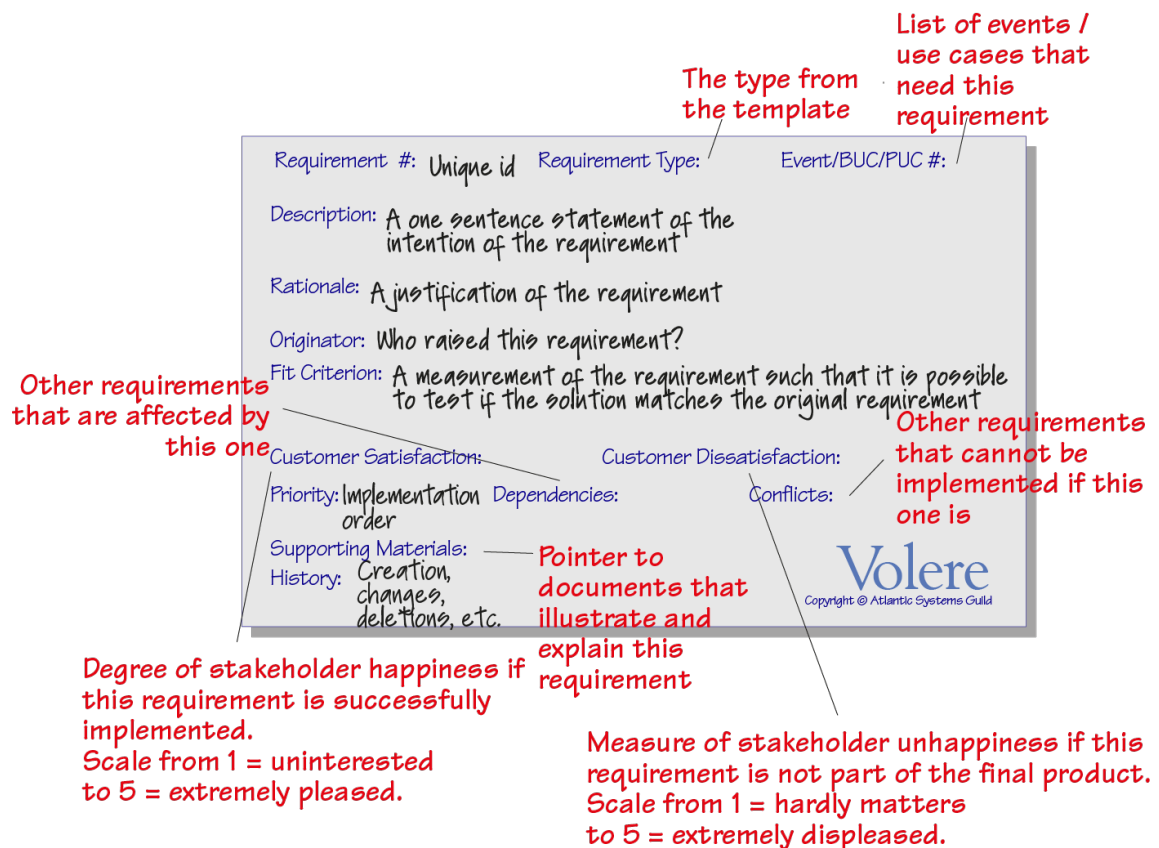 List of events /
use cases that
need this
requirement
The type from
the template
Requirement #: Unique id Requirement Type: Event/BUC/PUC #:
Description: A one sentence statement of the
intention of the requirement
Rationale: A justification of the requirement
Originator: Who raised this requirement?
Fit Criterion: A measurement of the requirement such that it is possible
to test if the solution matches the original requirement
Other requirements
that are affected by
this one
Other requirements
that cannot be
implemented if this
one is
Customer Satisfaction: Customer Dissatisfaction:
Priority: Implementation
order
Dependencies: Conflicts:
Supporting Materials:
Pointer to
documents that
illustrate and
explain this
requirement
History: Creation,
changes,
deletions, etc.
Volere
Copyright © Atlantic Systems Guild
Degree of stakeholder happiness if
this requirement is successfully
implemented.
Scale from 1 = uninterested
to 5 = extremely pleased.
Measure of stakeholder unhappiness if this
requirement is not part of the final product.
Scale from 1 = hardly matters
to 5 = extremely displeased.